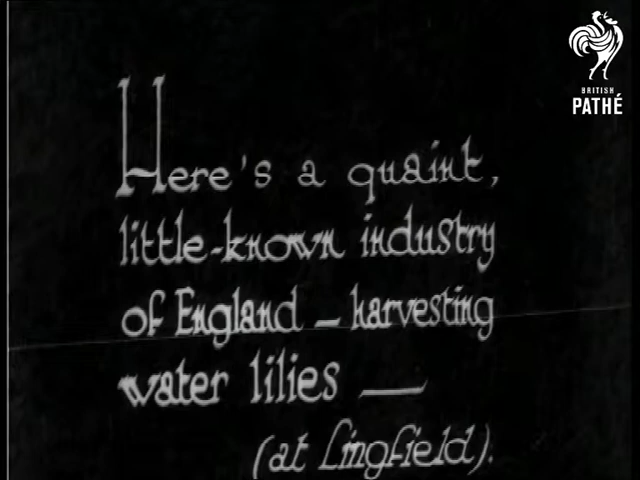 BRITISH
PATHÉ
Here's a quaint,
little-known industry
of England — harvesting
water lilies —
(at Lingfield).